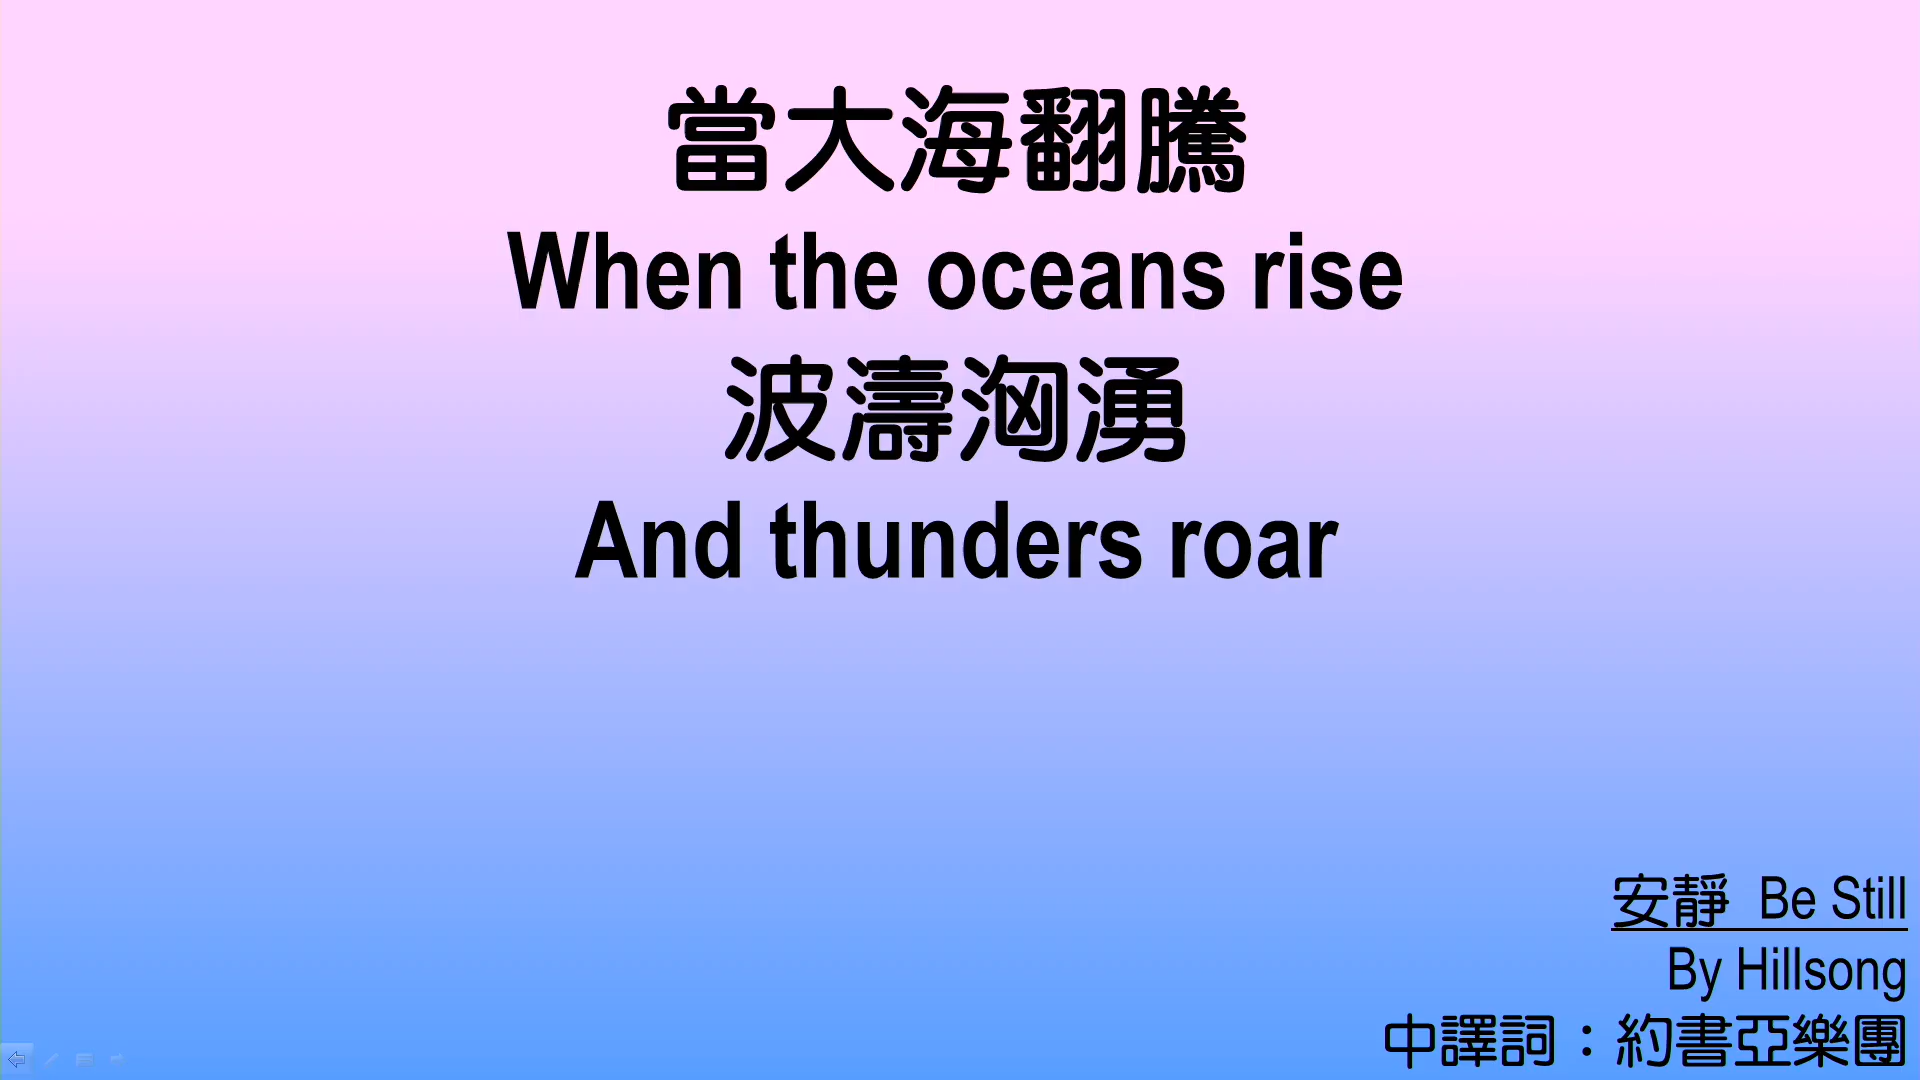 當大海翻騰
When the oceans rise
波濤洶湧
And thunders roar
安靜 Be Still
By Hillsong
中譯詞：約書亞樂團